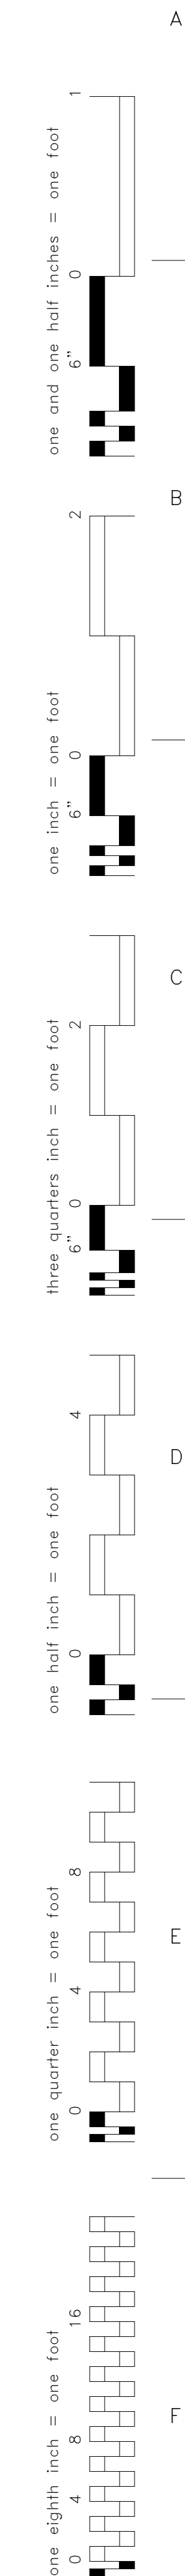 A
1
0
6"
one and one half inches = one foot
B
2
0
6"
one inch = one foot
C
2
0
6"
three quarters inch = one foot
D
4
0
one half inch = one foot
E
8
4
0
one quarter inch = one foot
F
16
8
4
0
one eighth inch = one foot